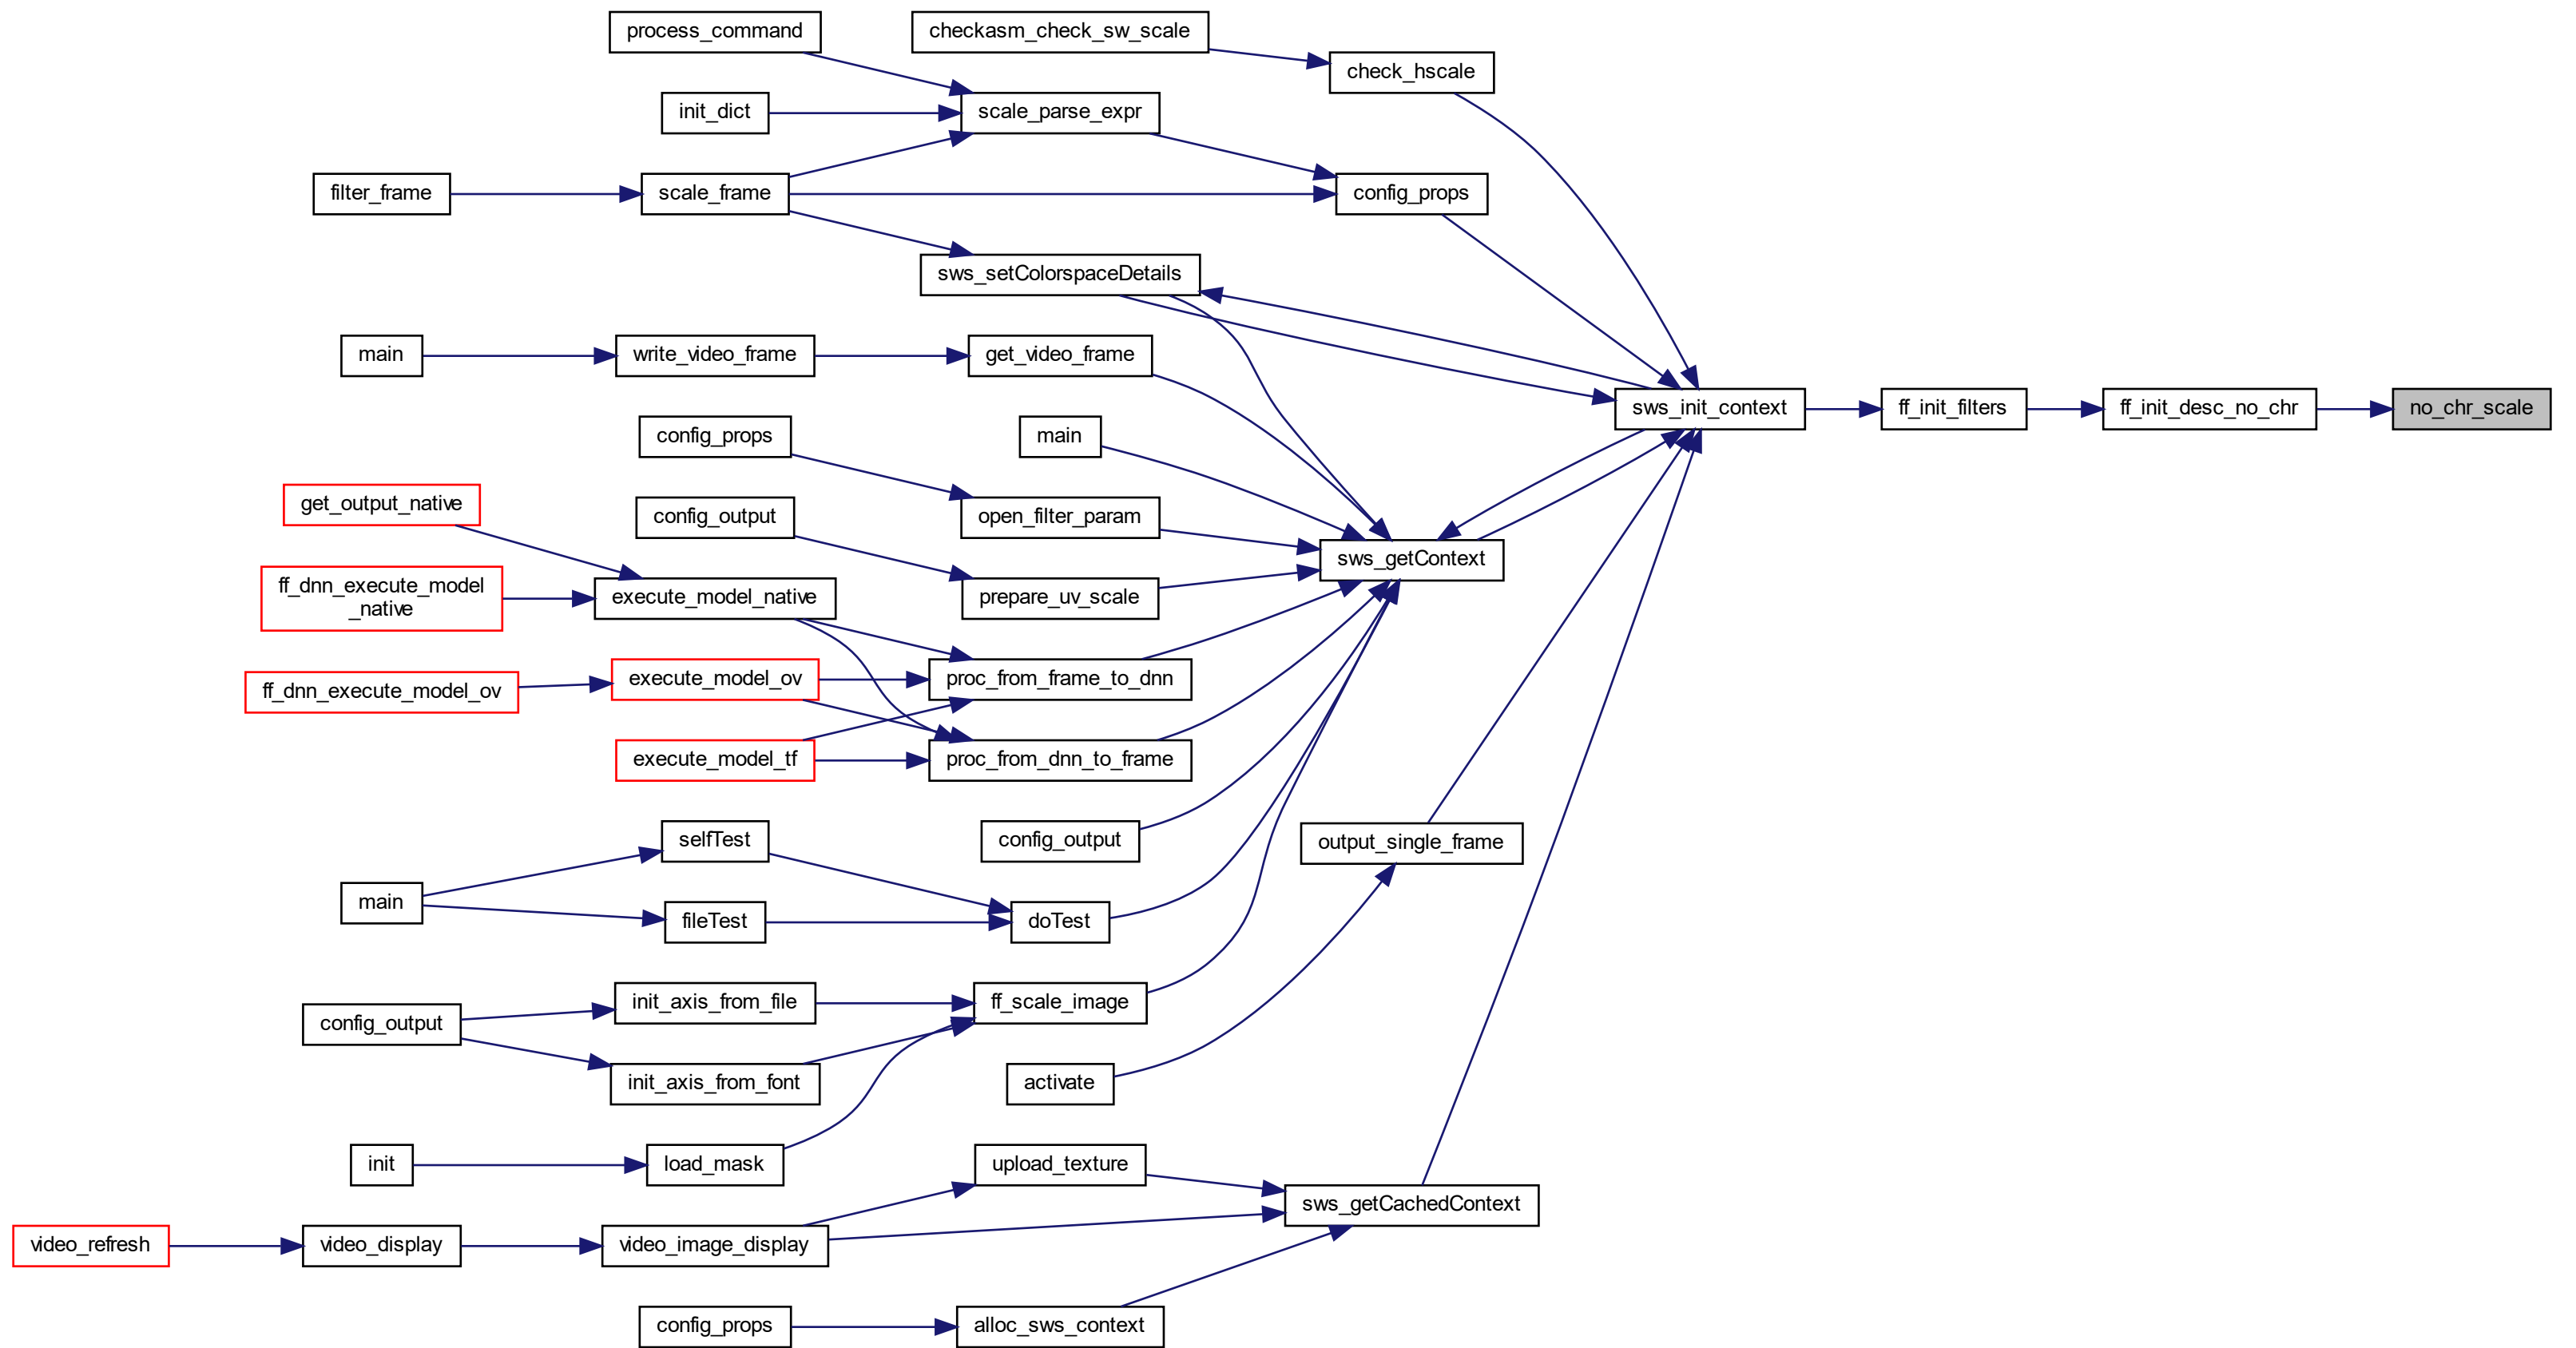 process_command
checkasm_check_sw_scale
check_hscale
init_dict
scale_parse_expr
filter_frame
scale_frame
config_props
sws_setColorspaceDetails
main
write_video_frame
get_video_frame
sws_init_context
ff_init_filters
ff_init_desc_no_chr
no_chr_scale
config_props
main
get_output_native
config_output
open_filter_param
sws_getContext
ff_dnn_execute_model
_native
execute_model_native
prepare_uv_scale
ff_dnn_execute_model_ov
execute_model_ov
proc_from_frame_to_dnn
execute_model_tf
proc_from_dnn_to_frame
selfTest
config_output
output_single_frame
main
fileTest
doTest
config_output
init_axis_from_file
ff_scale_image
init_axis_from_font
activate
init
load_mask
upload_texture
sws_getCachedContext
video_refresh
video_display
video_image_display
config_props
alloc_sws_context